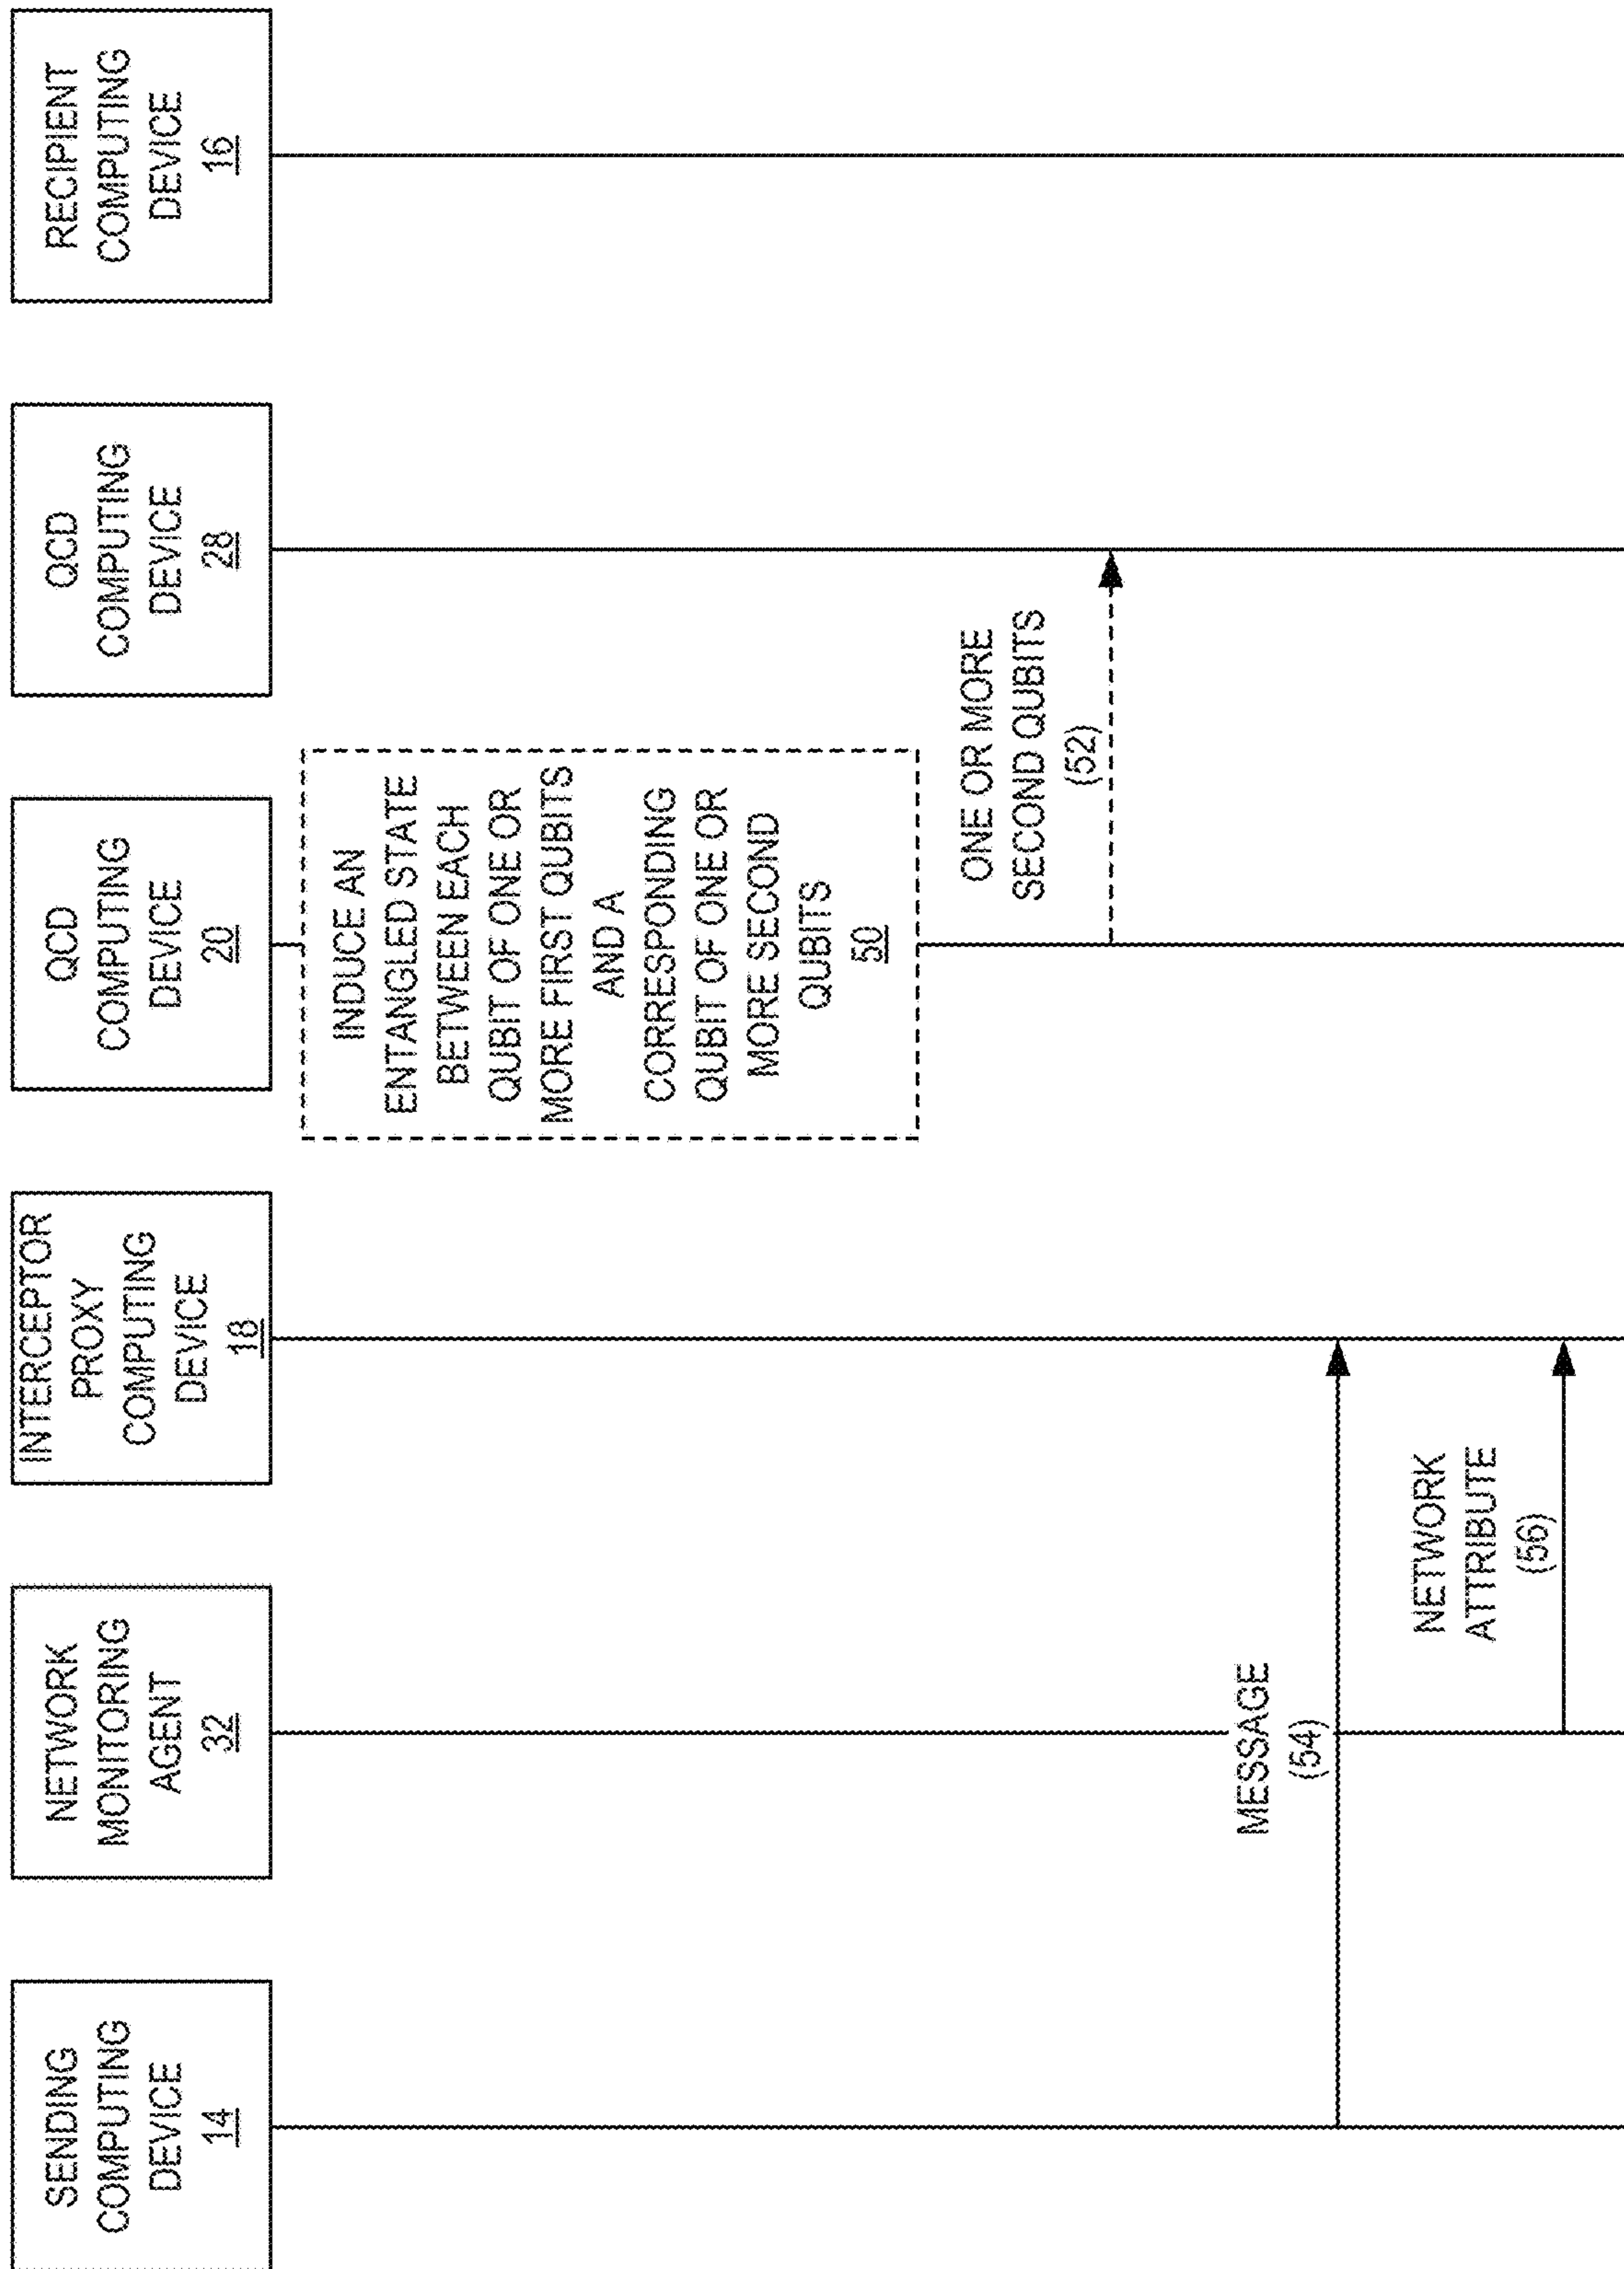 SENDING
COMPUTING
DEVICE
14
NETWORK
MONITORING
AGENT
32
INTERCEPTOR
PROXY
COMPUTING
DEVICE
18
QCD
COMPUTING
DEVICE
20
QCD
COMPUTING
DEVICE
28
RECIPIENT
COMPUTING
DEVICE
16
INDUCE AN
ENTANGLED STATE
BETWEEN EACH
QUBIT OF ONE OR
MORE FIRST QUBITS
AND A
CORRESPONDING
QUBIT OF ONE OR
MORE SECOND
QUBITS
50
ONE OR MORE
SECOND QUBITS
(52)
MESSAGE
(54)
NETWORK
ATTRIBUTE
(56)